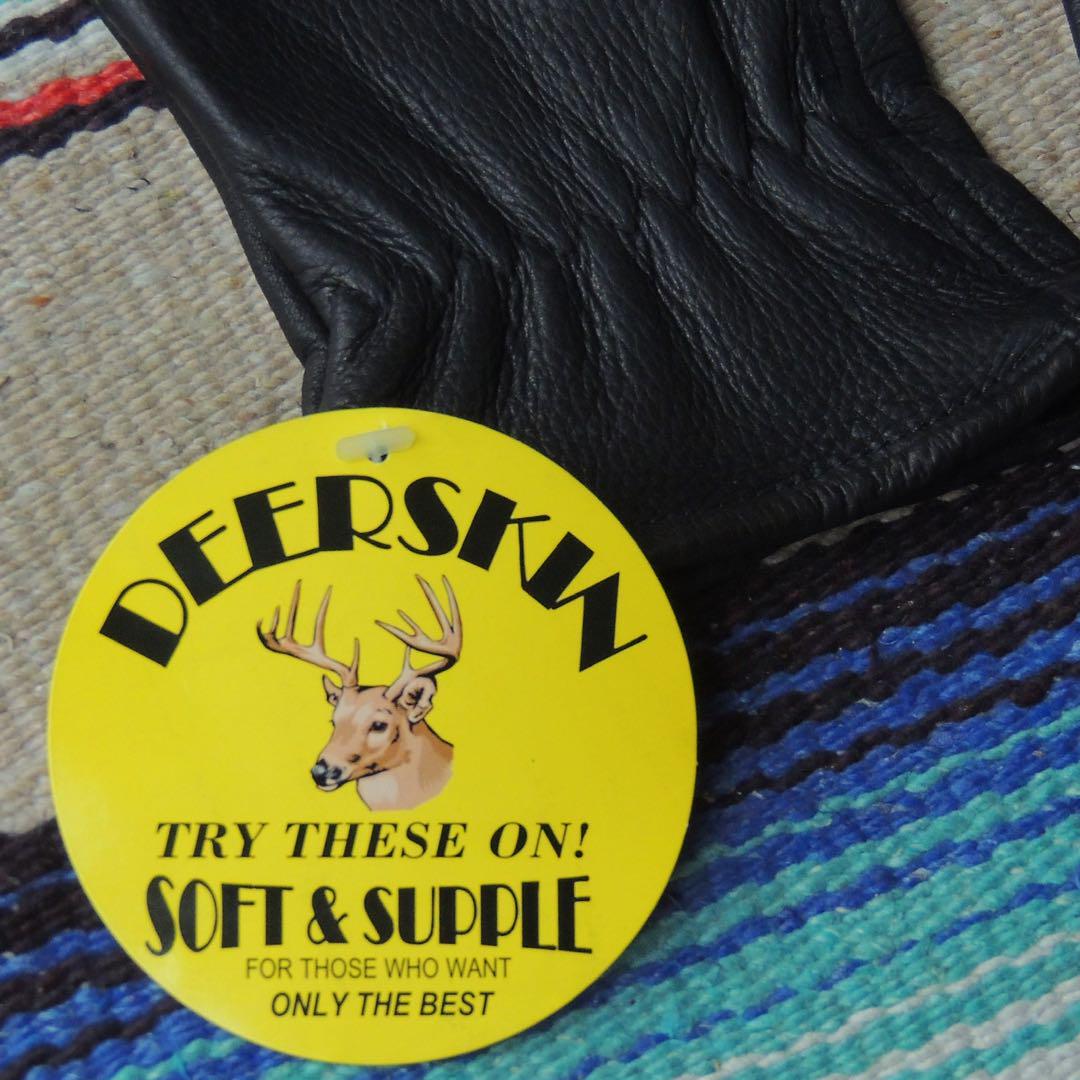 DEERSKIN
TRY THESE ON!
SOFT & SUPPLE
FOR THOSE WHO WANT
ONLY THE BEST